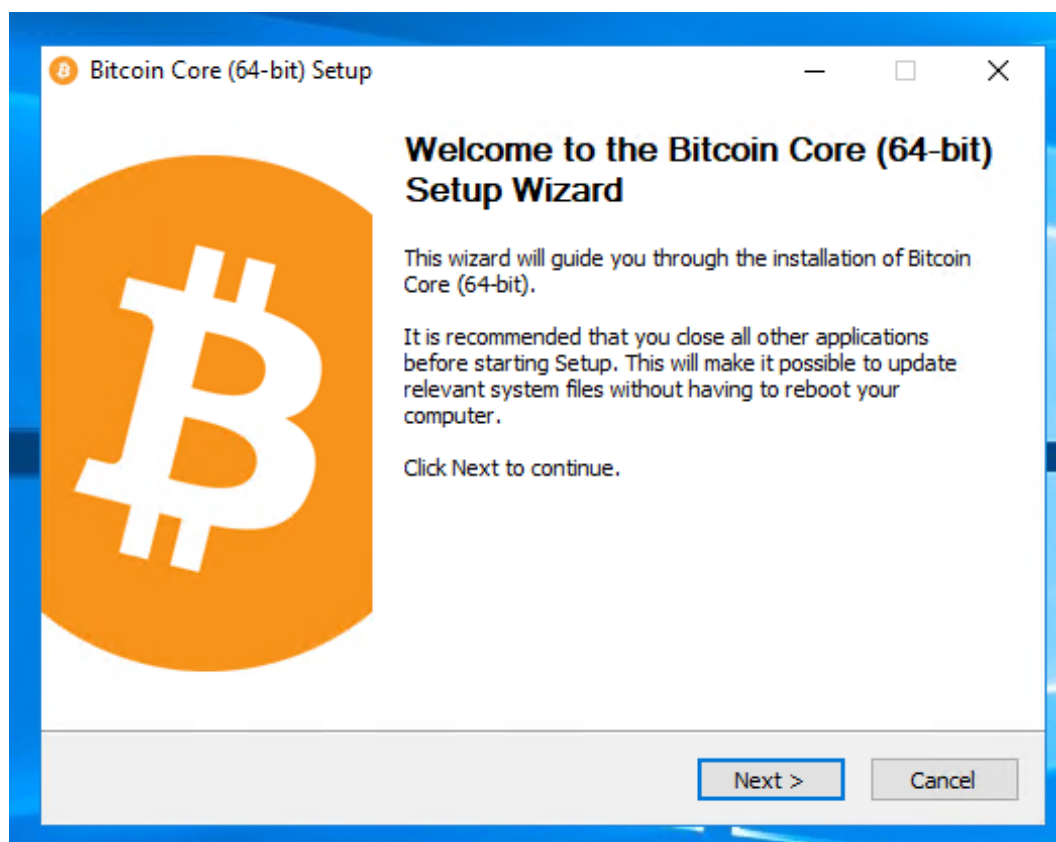 Bitcoin Core (64-bit) Setup
Welcome to the Bitcoin Core (64-bit)
Setup Wizard
This wizard will guide you through the installation of Bitcoin
Core (64-bit).
It is recommended that you close all other applications
before starting Setup. This will make it possible to update
relevant system files without having to reboot your
computer.
Click Next to continue.
Next >
Cancel